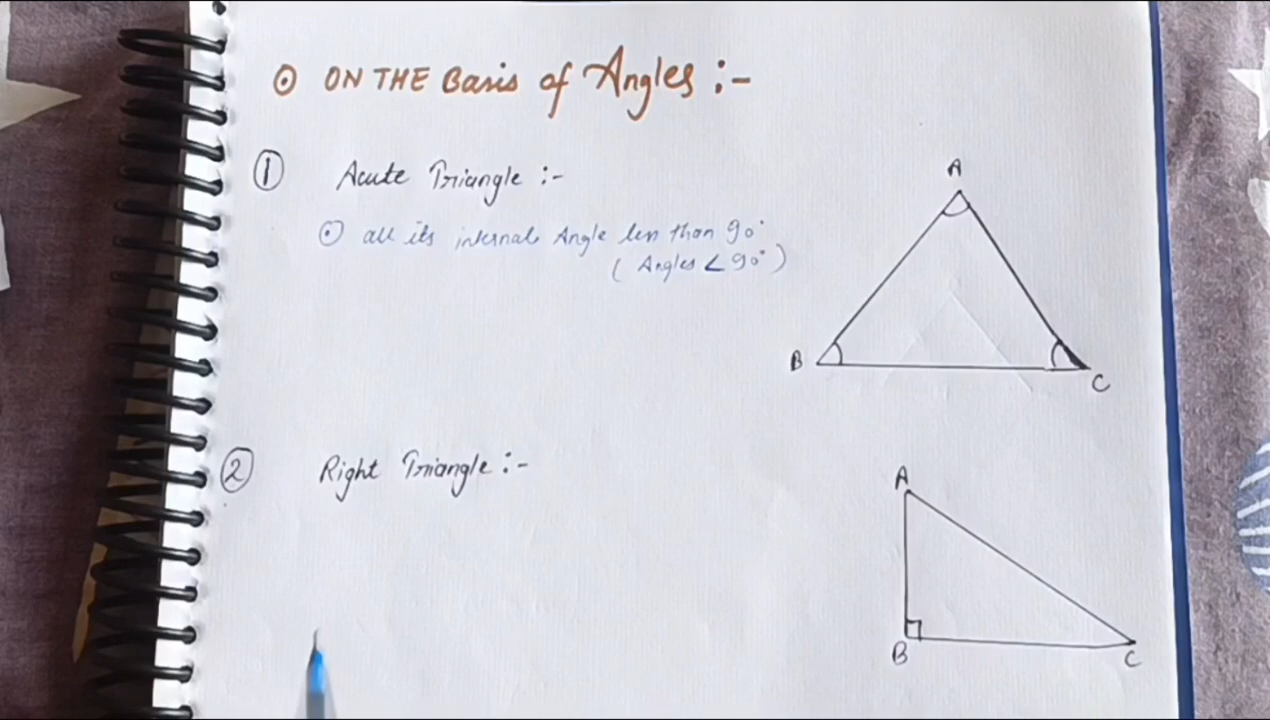 ⊙ ON THE Basis of Angles :-
① Acute Triangle :-
⊙ all its internal Angle less than 90°
( Angles < 90° )
A
B
C
② Right Triangle :-
A
B
C